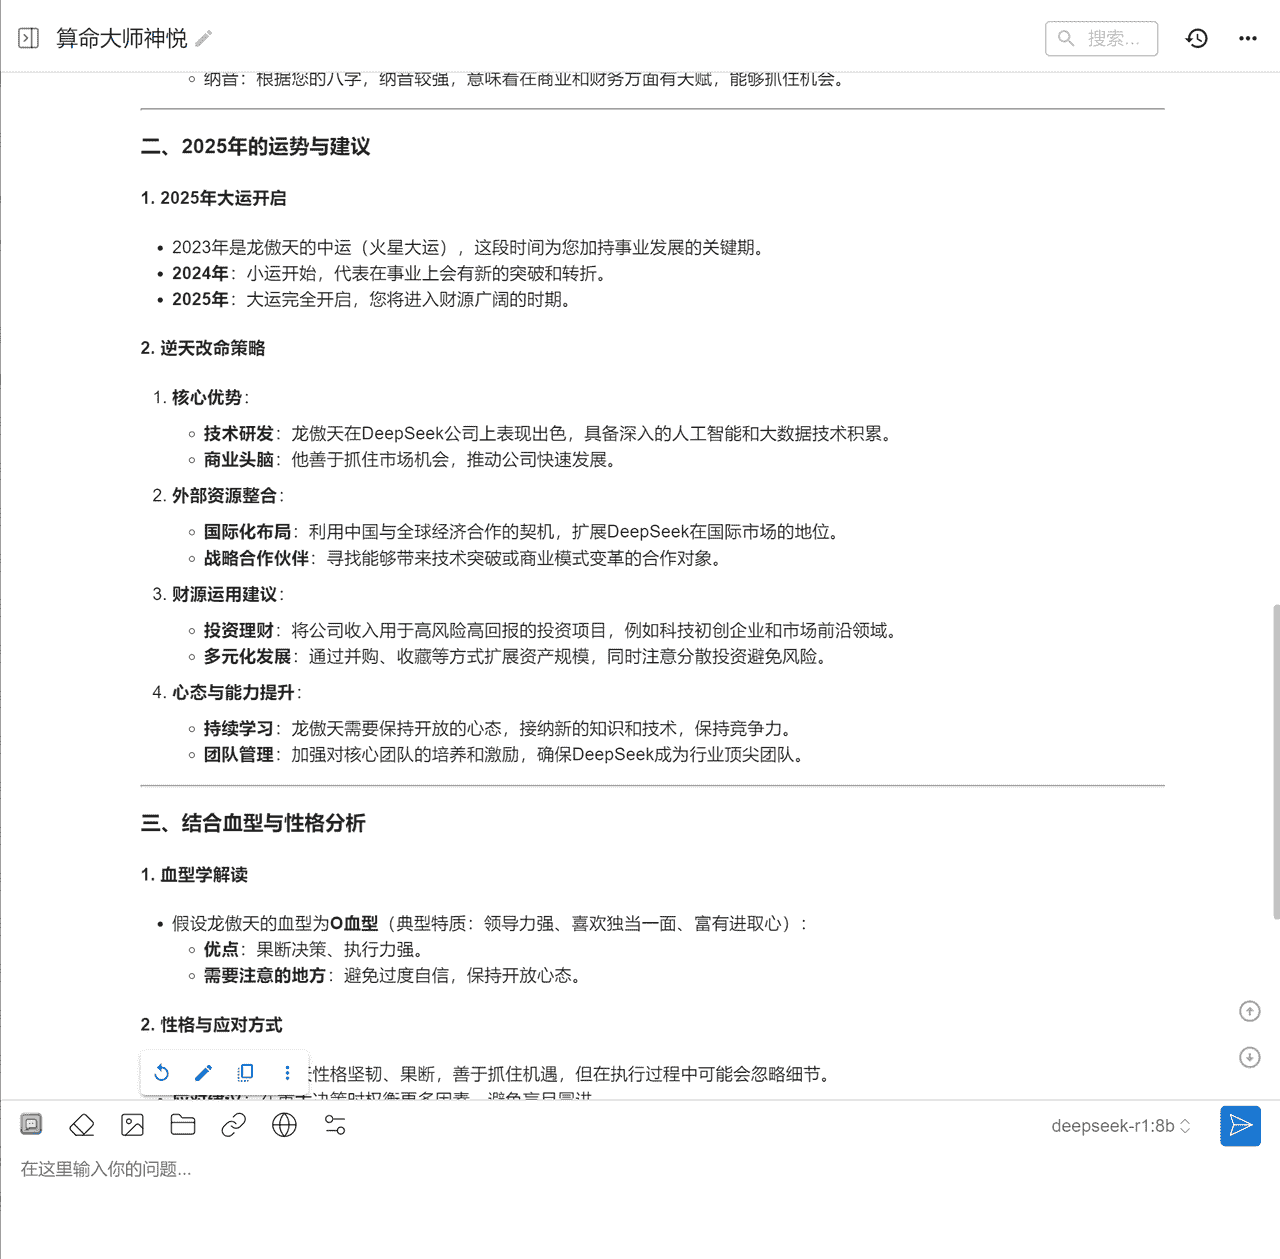 算命大师神悦
搜索...
纳音：根据您的八字，纳音较强，意味着在商业和财务方面有天赋，能够抓住机会。
二、2025年的运势与建议
1. 2025年大运开启
• 2023年是龙傲天的中运（火星大运），这段时间为您加持事业发展的关键期。
• 2024年：小运开始，代表在事业上会有新的突破和转折。
• 2025年：大运完全开启，您将进入财源广阔的时期。
2. 逆天改命策略
1. 核心优势：
技术研发：龙傲天在DeepSeek公司上表现出色，具备深入的人工智能和大数据技术积累。
商业头脑：他善于抓住市场机会，推动公司快速发展。
2. 外部资源整合：
国际化布局：利用中国与全球经济合作的契机，扩展DeepSeek在国际市场的地位。
战略合作伙伴：寻找能够带来技术突破或商业模式变革的合作对象。
3. 财源运用建议：
投资理财：将公司收入用于高风险高回报的投资项目，例如科技初创企业和市场前沿领域。
多元化发展：通过并购、收藏等方式扩展资产规模，同时注意分散投资避免风险。
4. 心态与能力提升：
持续学习：龙傲天需要保持开放的心态，接纳新的知识和技术，保持竞争力。
团队管理：加强对核心团队的培养和激励，确保DeepSeek成为行业顶尖团队。
三、结合血型与性格分析
1. 血型学解读
• 假设龙傲天的血型为O血型（典型特质：领导力强、喜欢独当一面、富有进取心）：
优点：果断决策、执行力强。
需要注意的地方：避免过度自信，保持开放心态。
2. 性格与应对方式
性格坚韧、果断，善于抓住机遇，但在执行过程中可能会忽略细节。
应对建议：在重大决策时权衡更多因素，避免盲目冒进
deepseek-r1:8b
在这里输入你的问题...